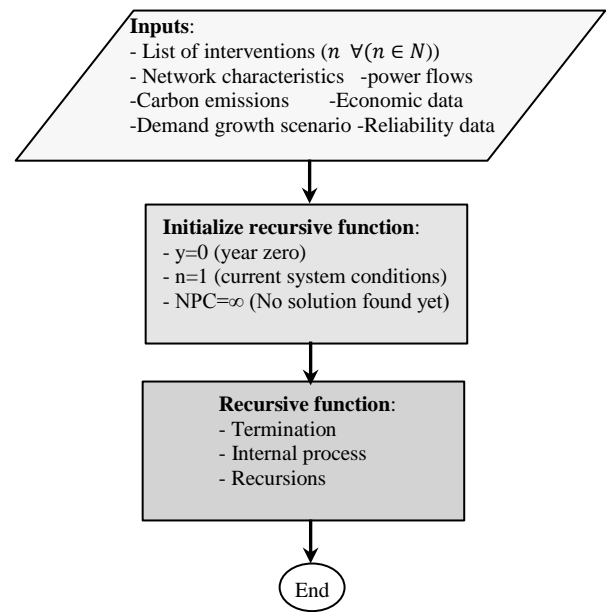 Inputs:
- List of interventions (n ∀(n ∈ N))
- Network characteristics -power flows
-Carbon emissions -Economic data
-Demand growth scenario -Reliability data
Initialize recursive function:
- y=0 (year zero)
- n=1 (current system conditions)
- NPC=∞ (No solution found yet)
Recursive function:
- Termination
- Internal process
- Recursions
End